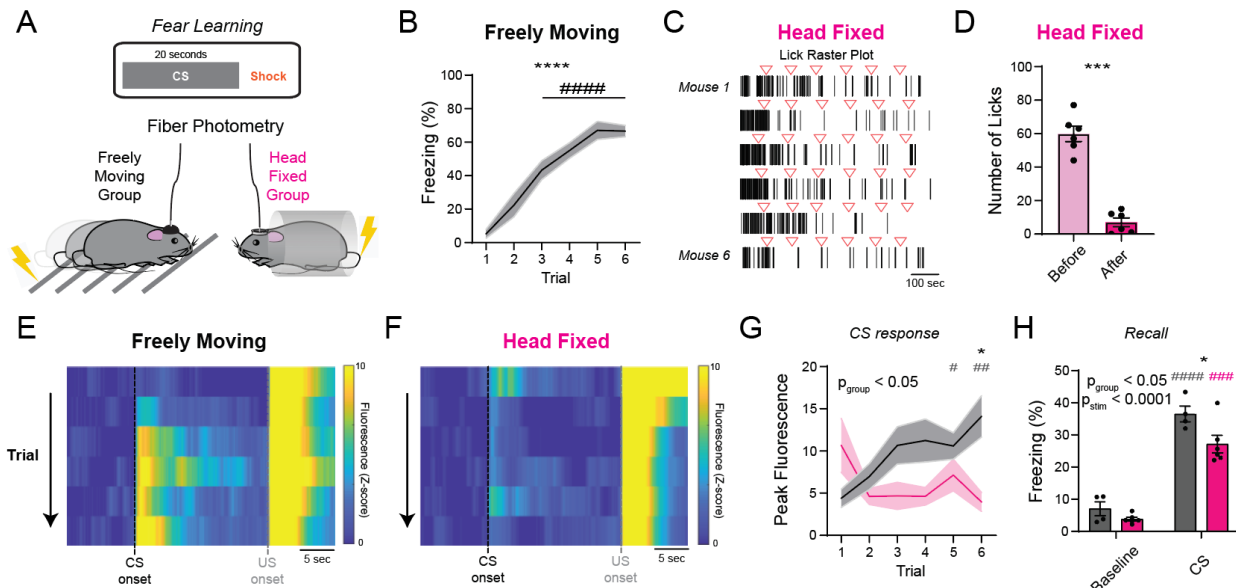 A
Fear Learning
20 seconds
CS
Shock
Fiber Photometry
Freely
Moving
Group
Head
Fixed
Group
B
Freely Moving
****
####
Freezing (%)
100
80
60
40
20
0
1 2 3 4 5 6
Trial
C
Head Fixed
Lick Raster Plot
Mouse 1
Mouse 6
100 sec
D
Head Fixed
***
Number of Licks
100
80
60
40
20
0
Before
After
E
Freely Moving
Trial
CS
onset
US
onset
5 sec
10
Fluorescence (Z-score)
0
F
Head Fixed
CS
onset
US
onset
5 sec
10
Fluorescence (Z-score)
0
G
CS response
*
# ##
pgroup < 0.05
Peak Fluorescence
20
15
10
5
0
1 2 3 4 5 6
Trial
H
Recall
*
#### ###
pgroup < 0.05
pstim < 0.0001
Freezing (%)
50
40
30
20
10
0
Baseline
CS